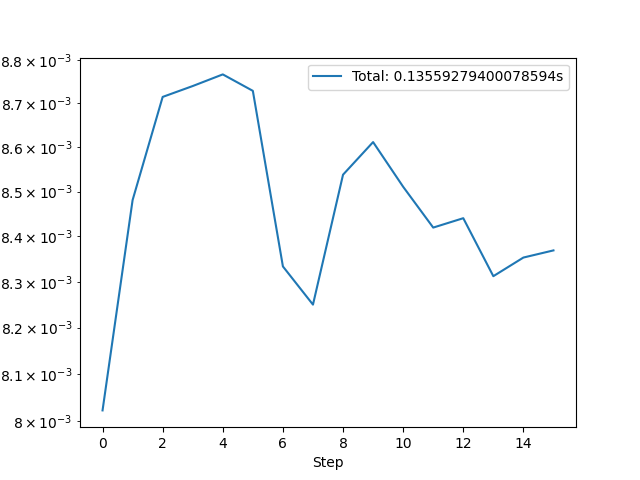 Total: 0.13559279400078594s
8.8 × 10⁻³
8.7 × 10⁻³
8.6 × 10⁻³
8.5 × 10⁻³
8.4 × 10⁻³
8.3 × 10⁻³
8.2 × 10⁻³
8.1 × 10⁻³
8 × 10⁻³
0 2 4 6 8 10 12 14
Step